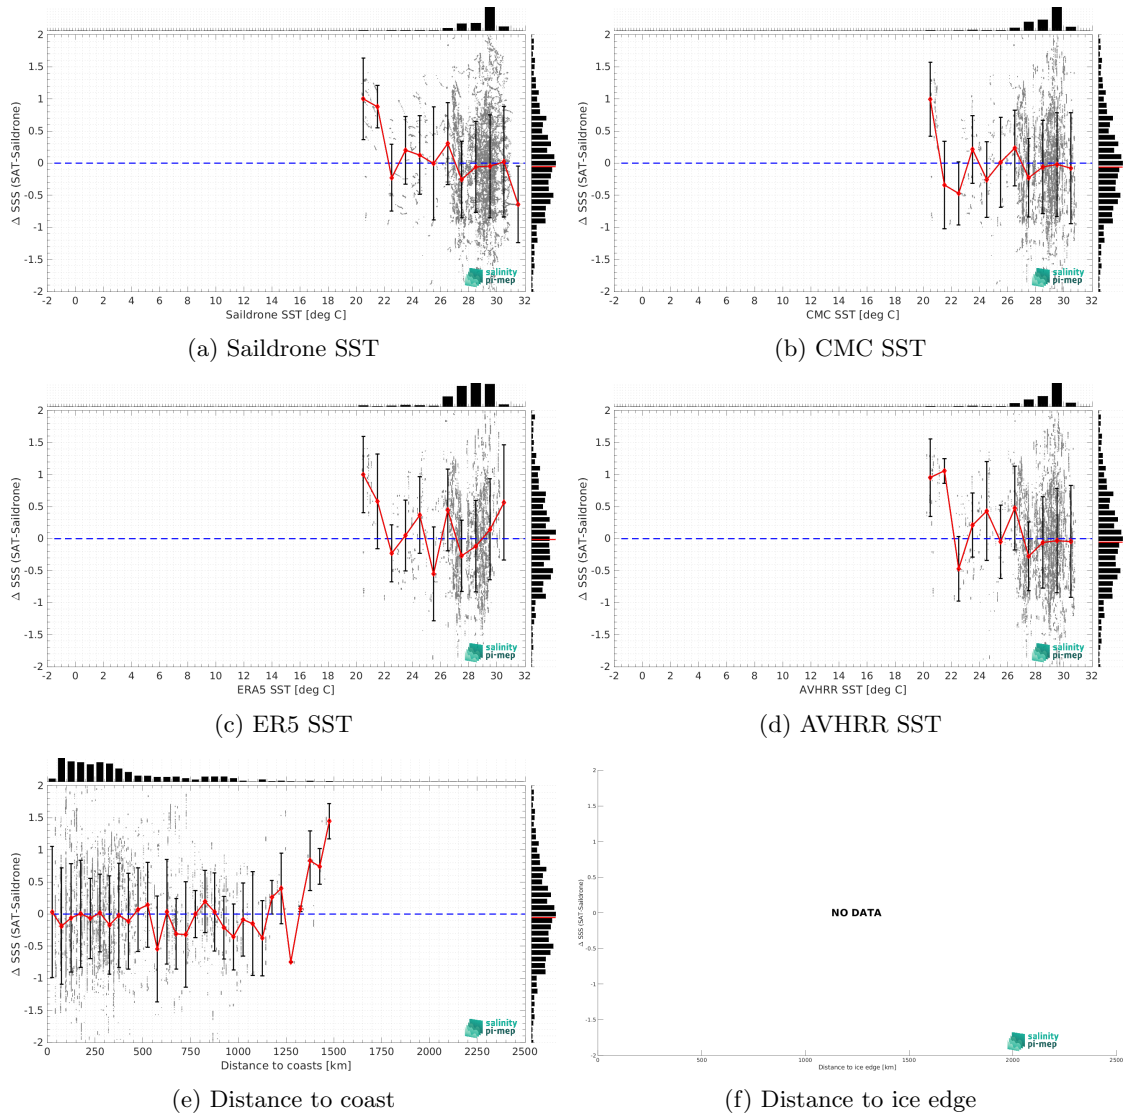 2
1.5
1
0.5
0
-0.5
-1
-1.5
-2
Δ SSS (SAT-Saildrone)
salinity
pi-mep
-2 0 2 4 6 8 10 12 14 16 18 20 22 24 26 28 30 32
Saildrone SST [deg C]
(a) Saildrone SST
2
1.5
1
0.5
0
-0.5
-1
-1.5
-2
Δ SSS (SAT-Saildrone)
salinity
pi-mep
-2 0 2 4 6 8 10 12 14 16 18 20 22 24 26 28 30 32
CMC SST [deg C]
(b) CMC SST
2
1.5
1
0.5
0
-0.5
-1
-1.5
-2
Δ SSS (SAT-Saildrone)
salinity
pi-mep
-2 0 2 4 6 8 10 12 14 16 18 20 22 24 26 28 30 32
ERA5 SST [deg C]
(c) ER5 SST
2
1.5
1
0.5
0
-0.5
-1
-1.5
-2
Δ SSS (SAT-Saildrone)
salinity
pi-mep
-2 0 2 4 6 8 10 12 14 16 18 20 22 24 26 28 30 32
AVHRR SST [deg C]
(d) AVHRR SST
2
1.5
1
0.5
0
-0.5
-1
-1.5
-2
Δ SSS (SAT-Saildrone)
salinity
pi-mep
0 250 500 750 1000 1250 1500 1750 2000 2250 2500
Distance to coasts [km]
(e) Distance to coast
2
1.5
1
0.5
0
-0.5
-1
-1.5
-2
Δ SSS (SAT-Saildrone)
NO DATA
salinity
pi-mep
0 500 1000 1500 2000 2500
Distance to ice edge [km]
(f) Distance to ice edge